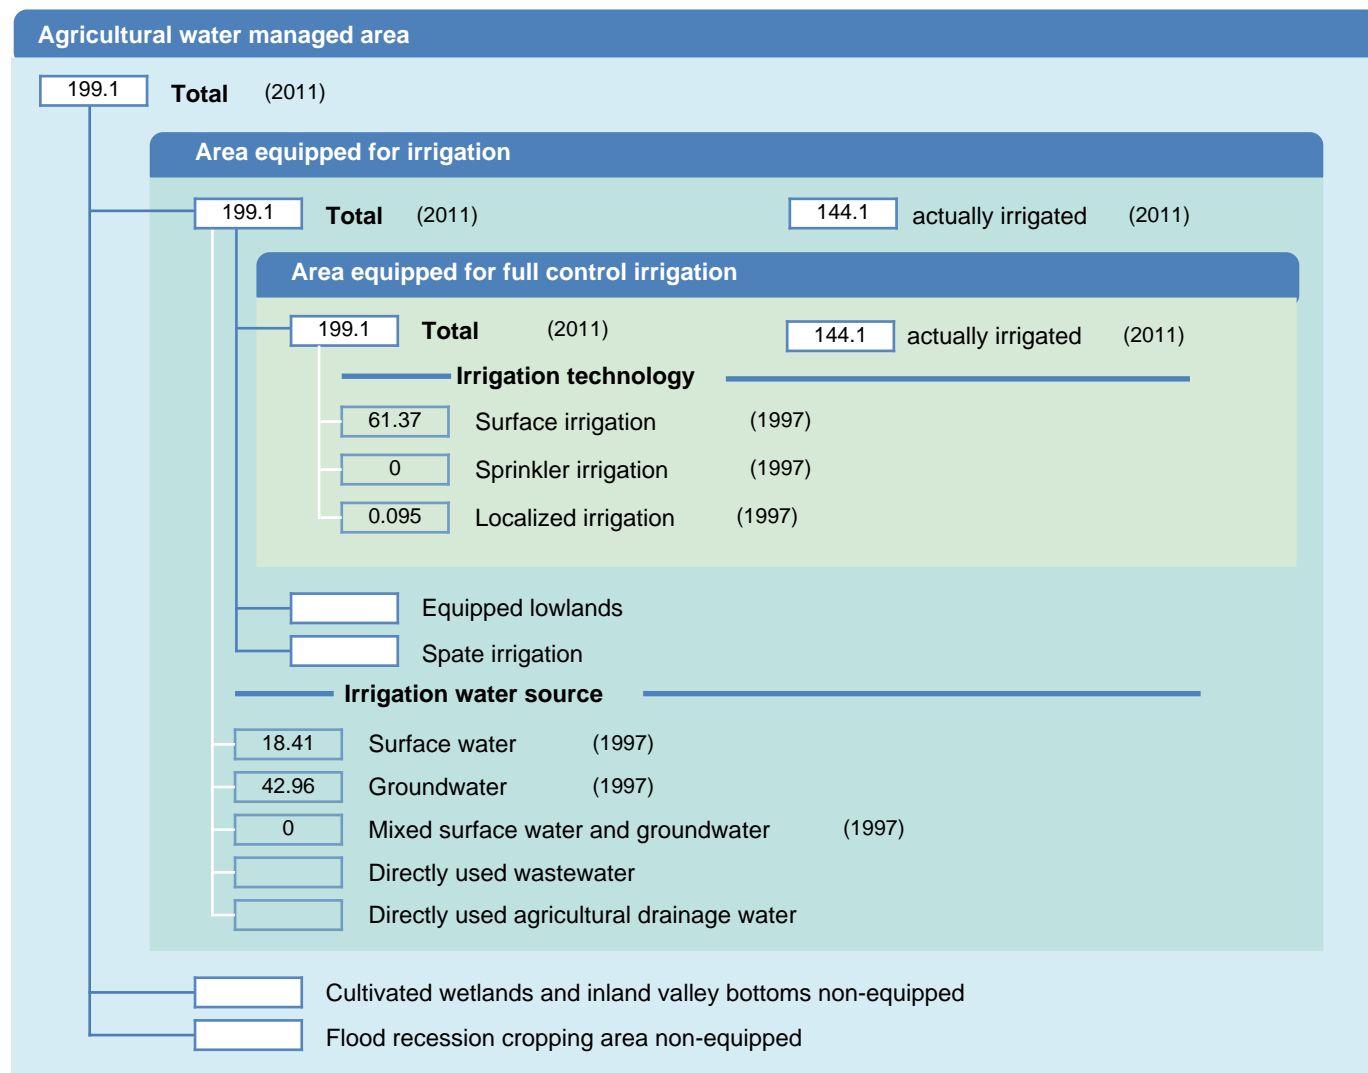 Agricultural water managed area
199.1 Total (2011)
Area equipped for irrigation
199.1 Total (2011) 144.1 actually irrigated (2011)
Area equipped for full control irrigation
199.1 Total (2011) 144.1 actually irrigated (2011)
Irrigation technology
61.37 Surface irrigation (1997)
0 Sprinkler irrigation (1997)
0.095 Localized irrigation (1997)
Equipped lowlands
Spate irrigation
Irrigation water source
18.41 Surface water (1997)
42.96 Groundwater (1997)
0 Mixed surface water and groundwater (1997)
Directly used wastewater
Directly used agricultural drainage water
Cultivated wetlands and inland valley bottoms non-equipped
Flood recession cropping area non-equipped